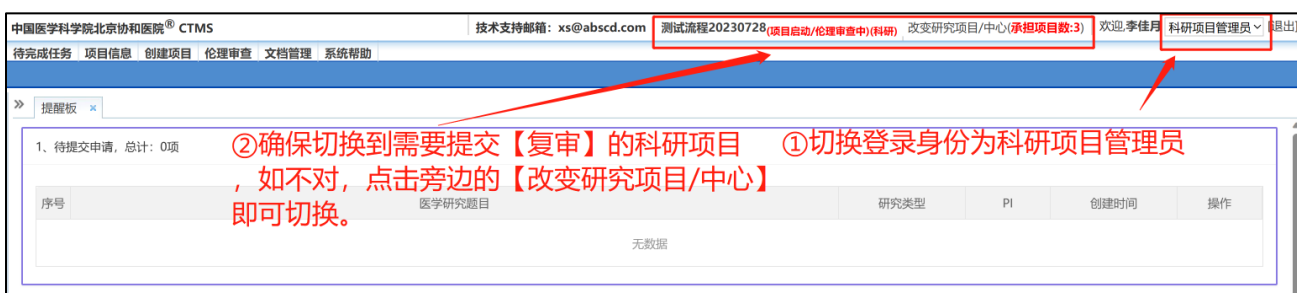 中国医学科学院北京协和医院® CTMS 技术支持邮箱：xs@abscd.com 测试流程20230728(项目启动/伦理审查中)(科研) 改变研究项目/中心(承担项目数:3) 欢迎,李佳月 科研项目管理员 [退出]
待完成任务 项目信息 创建项目 伦理审查 文档管理 系统帮助
» 提醒板 ×
1、待提交申请，总计：0项
②确保切换到需要提交【复审】的科研项目
，如不对，点击旁边的【改变研究项目/中心】
即可切换。
①切换登录身份为科研项目管理员
序号 医学研究题目 研究类型 PI 创建时间 操作
无数据